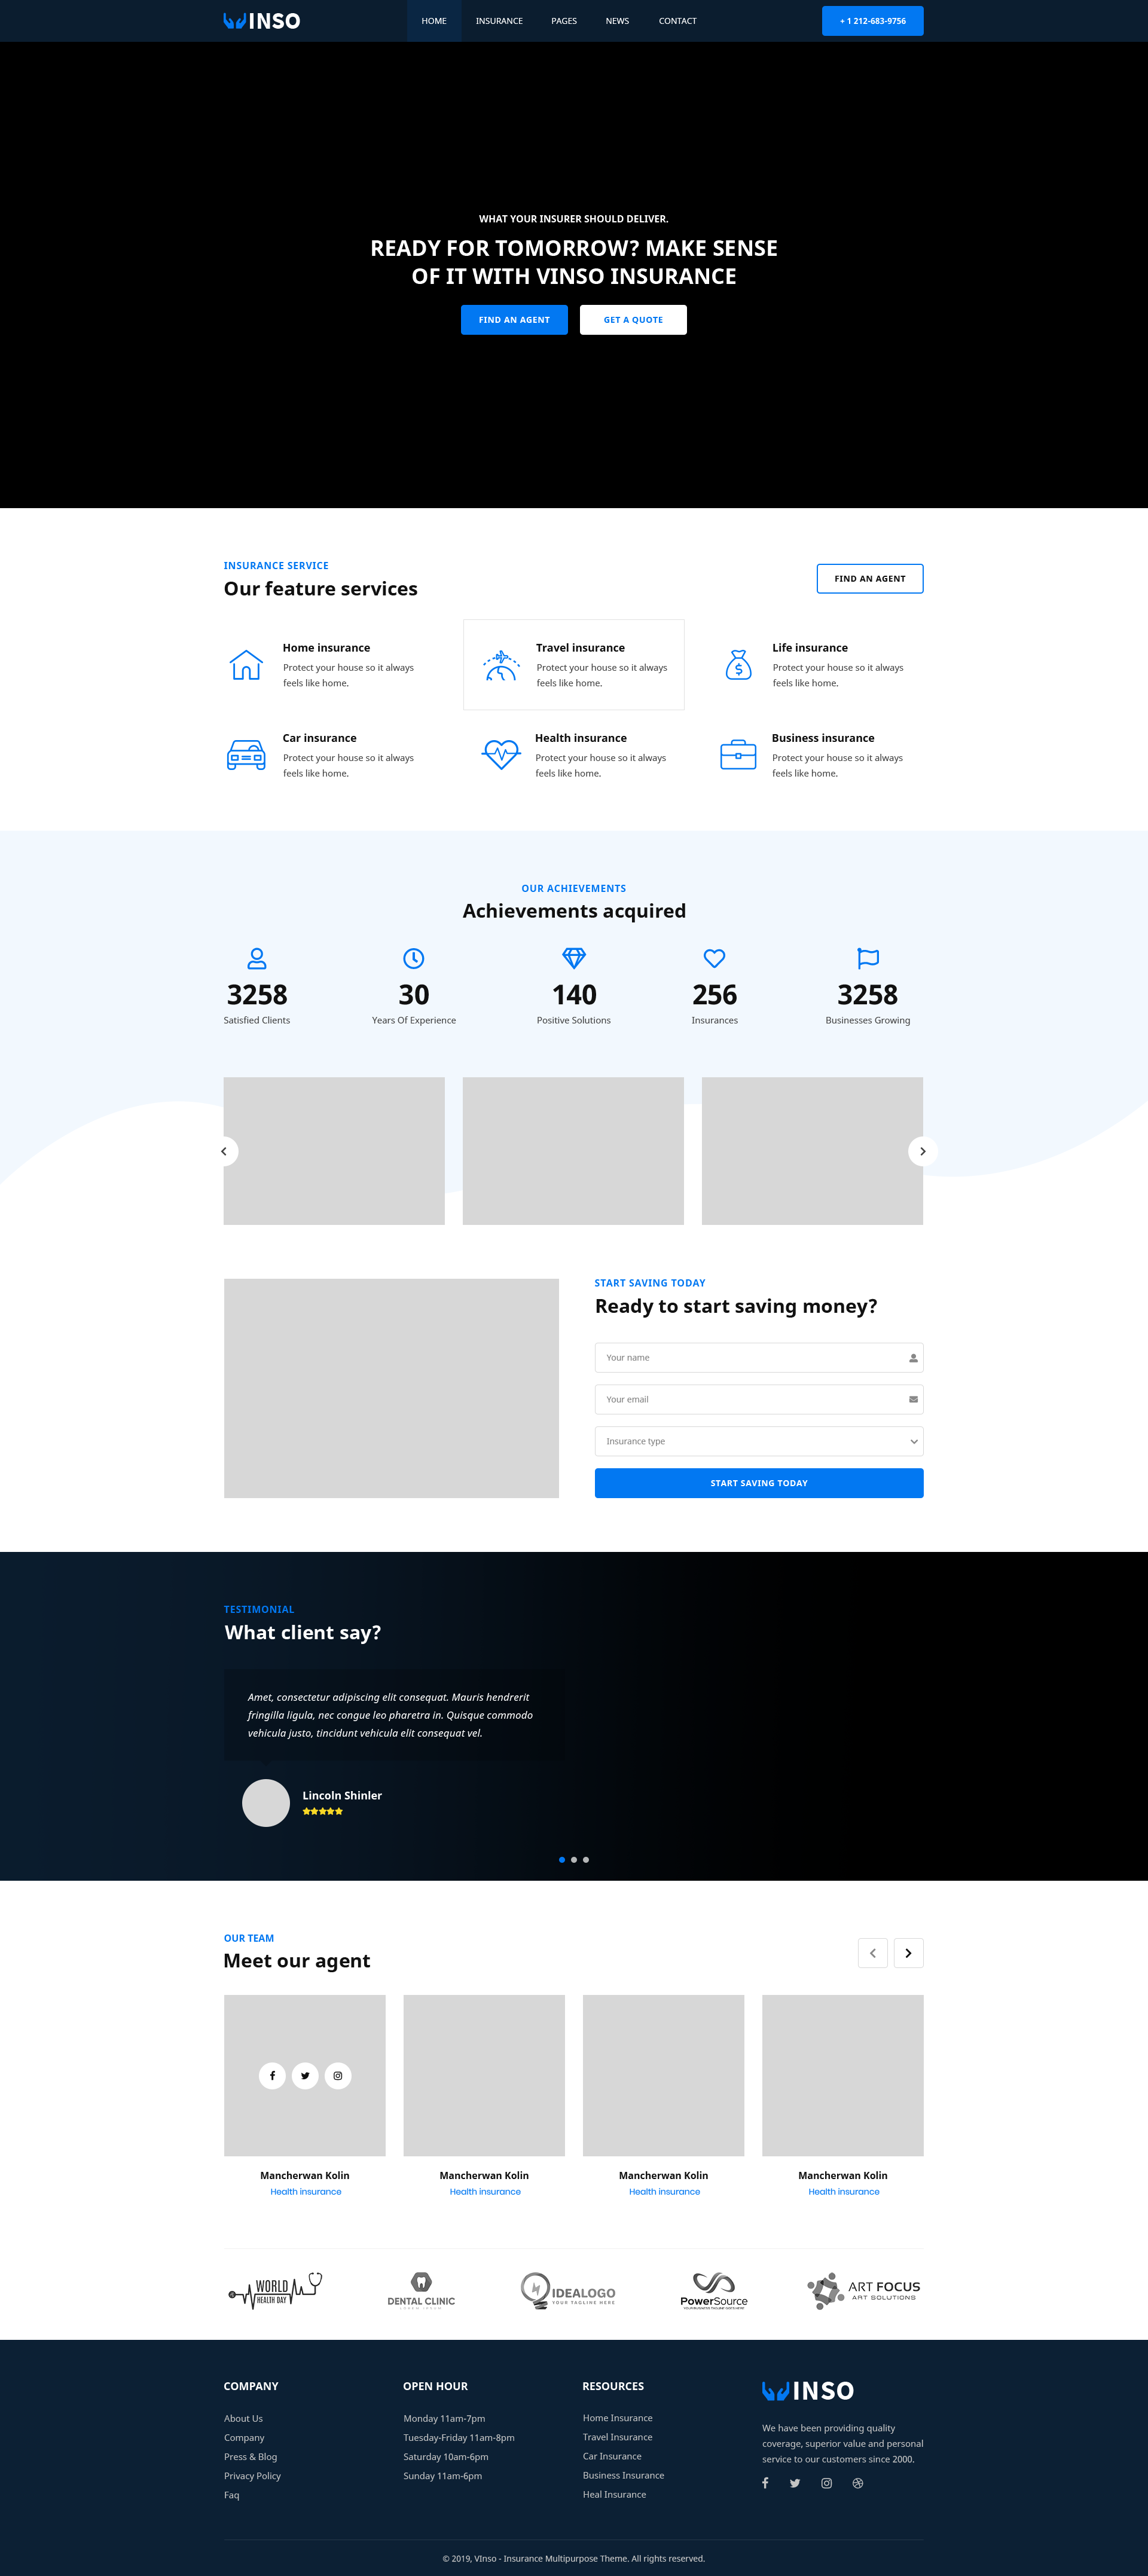 WINSO
HOME INSURANCE PAGES NEWS CONTACT
+ 1 212-683-9756
WHAT YOUR INSURER SHOULD DELIVER.
READY FOR TOMORROW? MAKE SENSE
OF IT WITH VINSO INSURANCE
FIND AN AGENT GET A QUOTE
INSURANCE SERVICE
Our feature services
FIND AN AGENT
Home insurance
Protect your house so it always
feels like home.
Travel insurance
Protect your house so it always
feels like home.
Life insurance
Protect your house so it always
feels like home.
Car insurance
Protect your house so it always
feels like home.
Health insurance
Protect your house so it always
feels like home.
Business insurance
Protect your house so it always
feels like home.
OUR ACHIEVEMENTS
Achievements acquired
3258
Satisfied Clients
30
Years Of Experience
140
Positive Solutions
256
Insurances
3258
Businesses Growing
START SAVING TODAY
Ready to start saving money?
Your name
Your email
Insurance type
START SAVING TODAY
TESTIMONIAL
What client say?
Amet, consectetur adipiscing elit consequat. Mauris hendrerit
fringilla ligula, nec congue leo pharetra in. Quisque commodo
vehicula justo, tincidunt vehicula elit consequat vel.
Lincoln Shinler
OUR TEAM
Meet our agent
Mancherwan Kolin
Health insurance
Mancherwan Kolin
Health insurance
Mancherwan Kolin
Health insurance
Mancherwan Kolin
Health insurance
WORLD
HEALTH DAY
DENTAL CLINIC
LOREM IPSUM
IDEALOGO
YOUR TAGLINE HERE
PowerSource
ART FOCUS
ART SOLUTIONS
COMPANY
About Us
Company
Press & Blog
Privacy Policy
Faq
OPEN HOUR
Monday 11am-7pm
Tuesday-Friday 11am-8pm
Saturday 10am-6pm
Sunday 11am-6pm
RESOURCES
Home Insurance
Travel Insurance
Car Insurance
Business Insurance
Heal Insurance
WINSO
We have been providing quality
coverage, superior value and personal
service to our customers since 2000.
© 2019, VInso - Insurance Multipurpose Theme. All rights reserved.